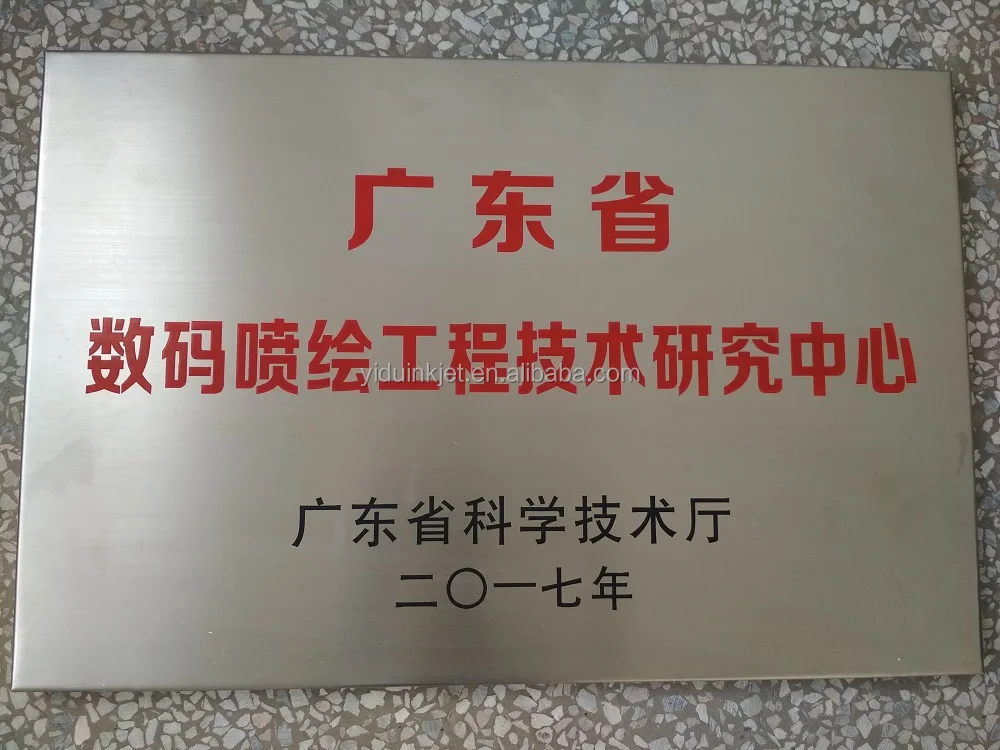 广东省
数码喷绘工程技术研究中心
yiduinkjet.en.alibaba.com
广东省科学技术厅
二〇一七年